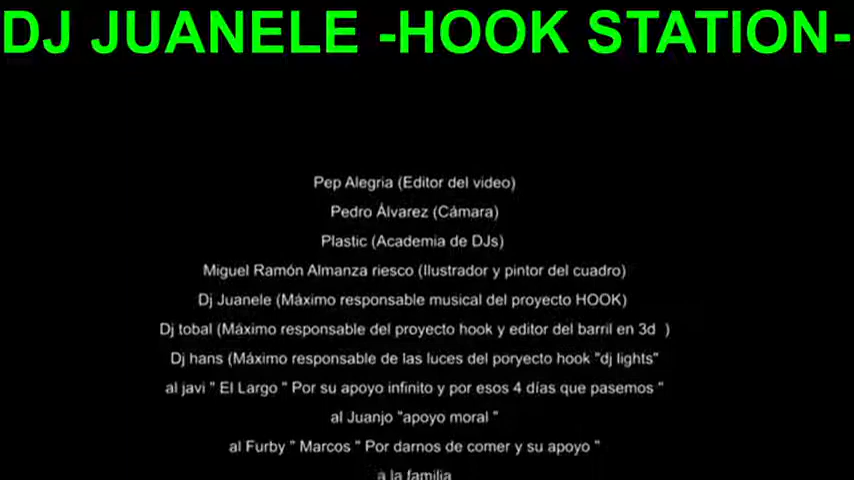 DJ JUANELE -HOOK STATION-
Pep Alegria (Editor del video)
Pedro Álvarez (Cámara)
Plastic (Academia de DJs)
Miguel Ramón Almanza riesco (Ilustrador y pintor del cuadro)
Dj Juanele (Máximo responsable musical del proyecto HOOK)
Dj tobal (Máximo responsable del proyecto hook y editor del barril en 3d )
Dj hans (Máximo responsable de las luces del poryecto hook "dj lights"
al javi " El Largo " Por su apoyo infinito y por esos 4 días que pasemos "
al Juanjo "apoyo moral "
al Furby " Marcos " Por darnos de comer y su apoyo "
a la familia